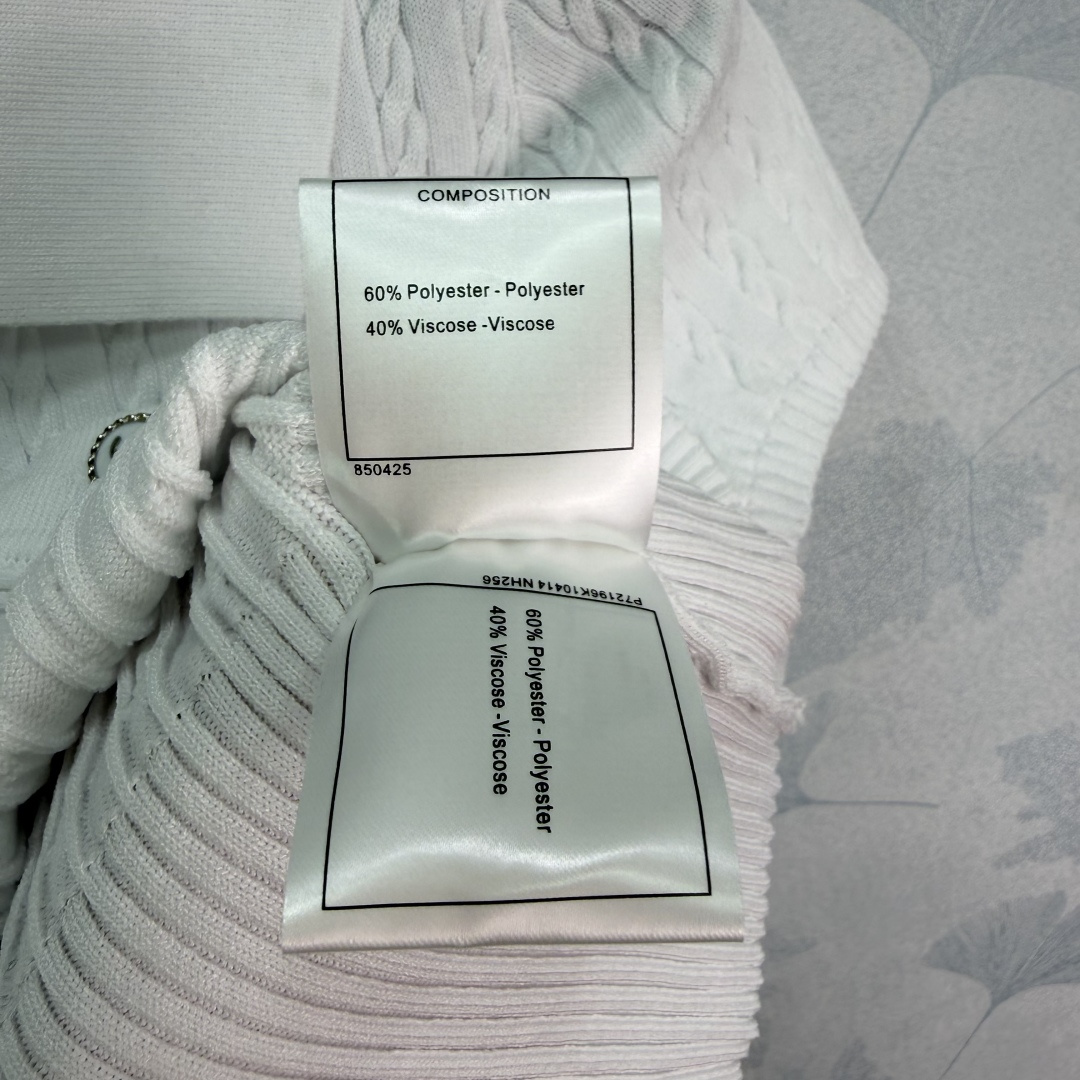 COMPOSITION
60% Polyester - Polyester
40% Viscose -Viscose
850425
P72196K10414 NH256
60% Polyester - Polyester
40% Viscose -Viscose